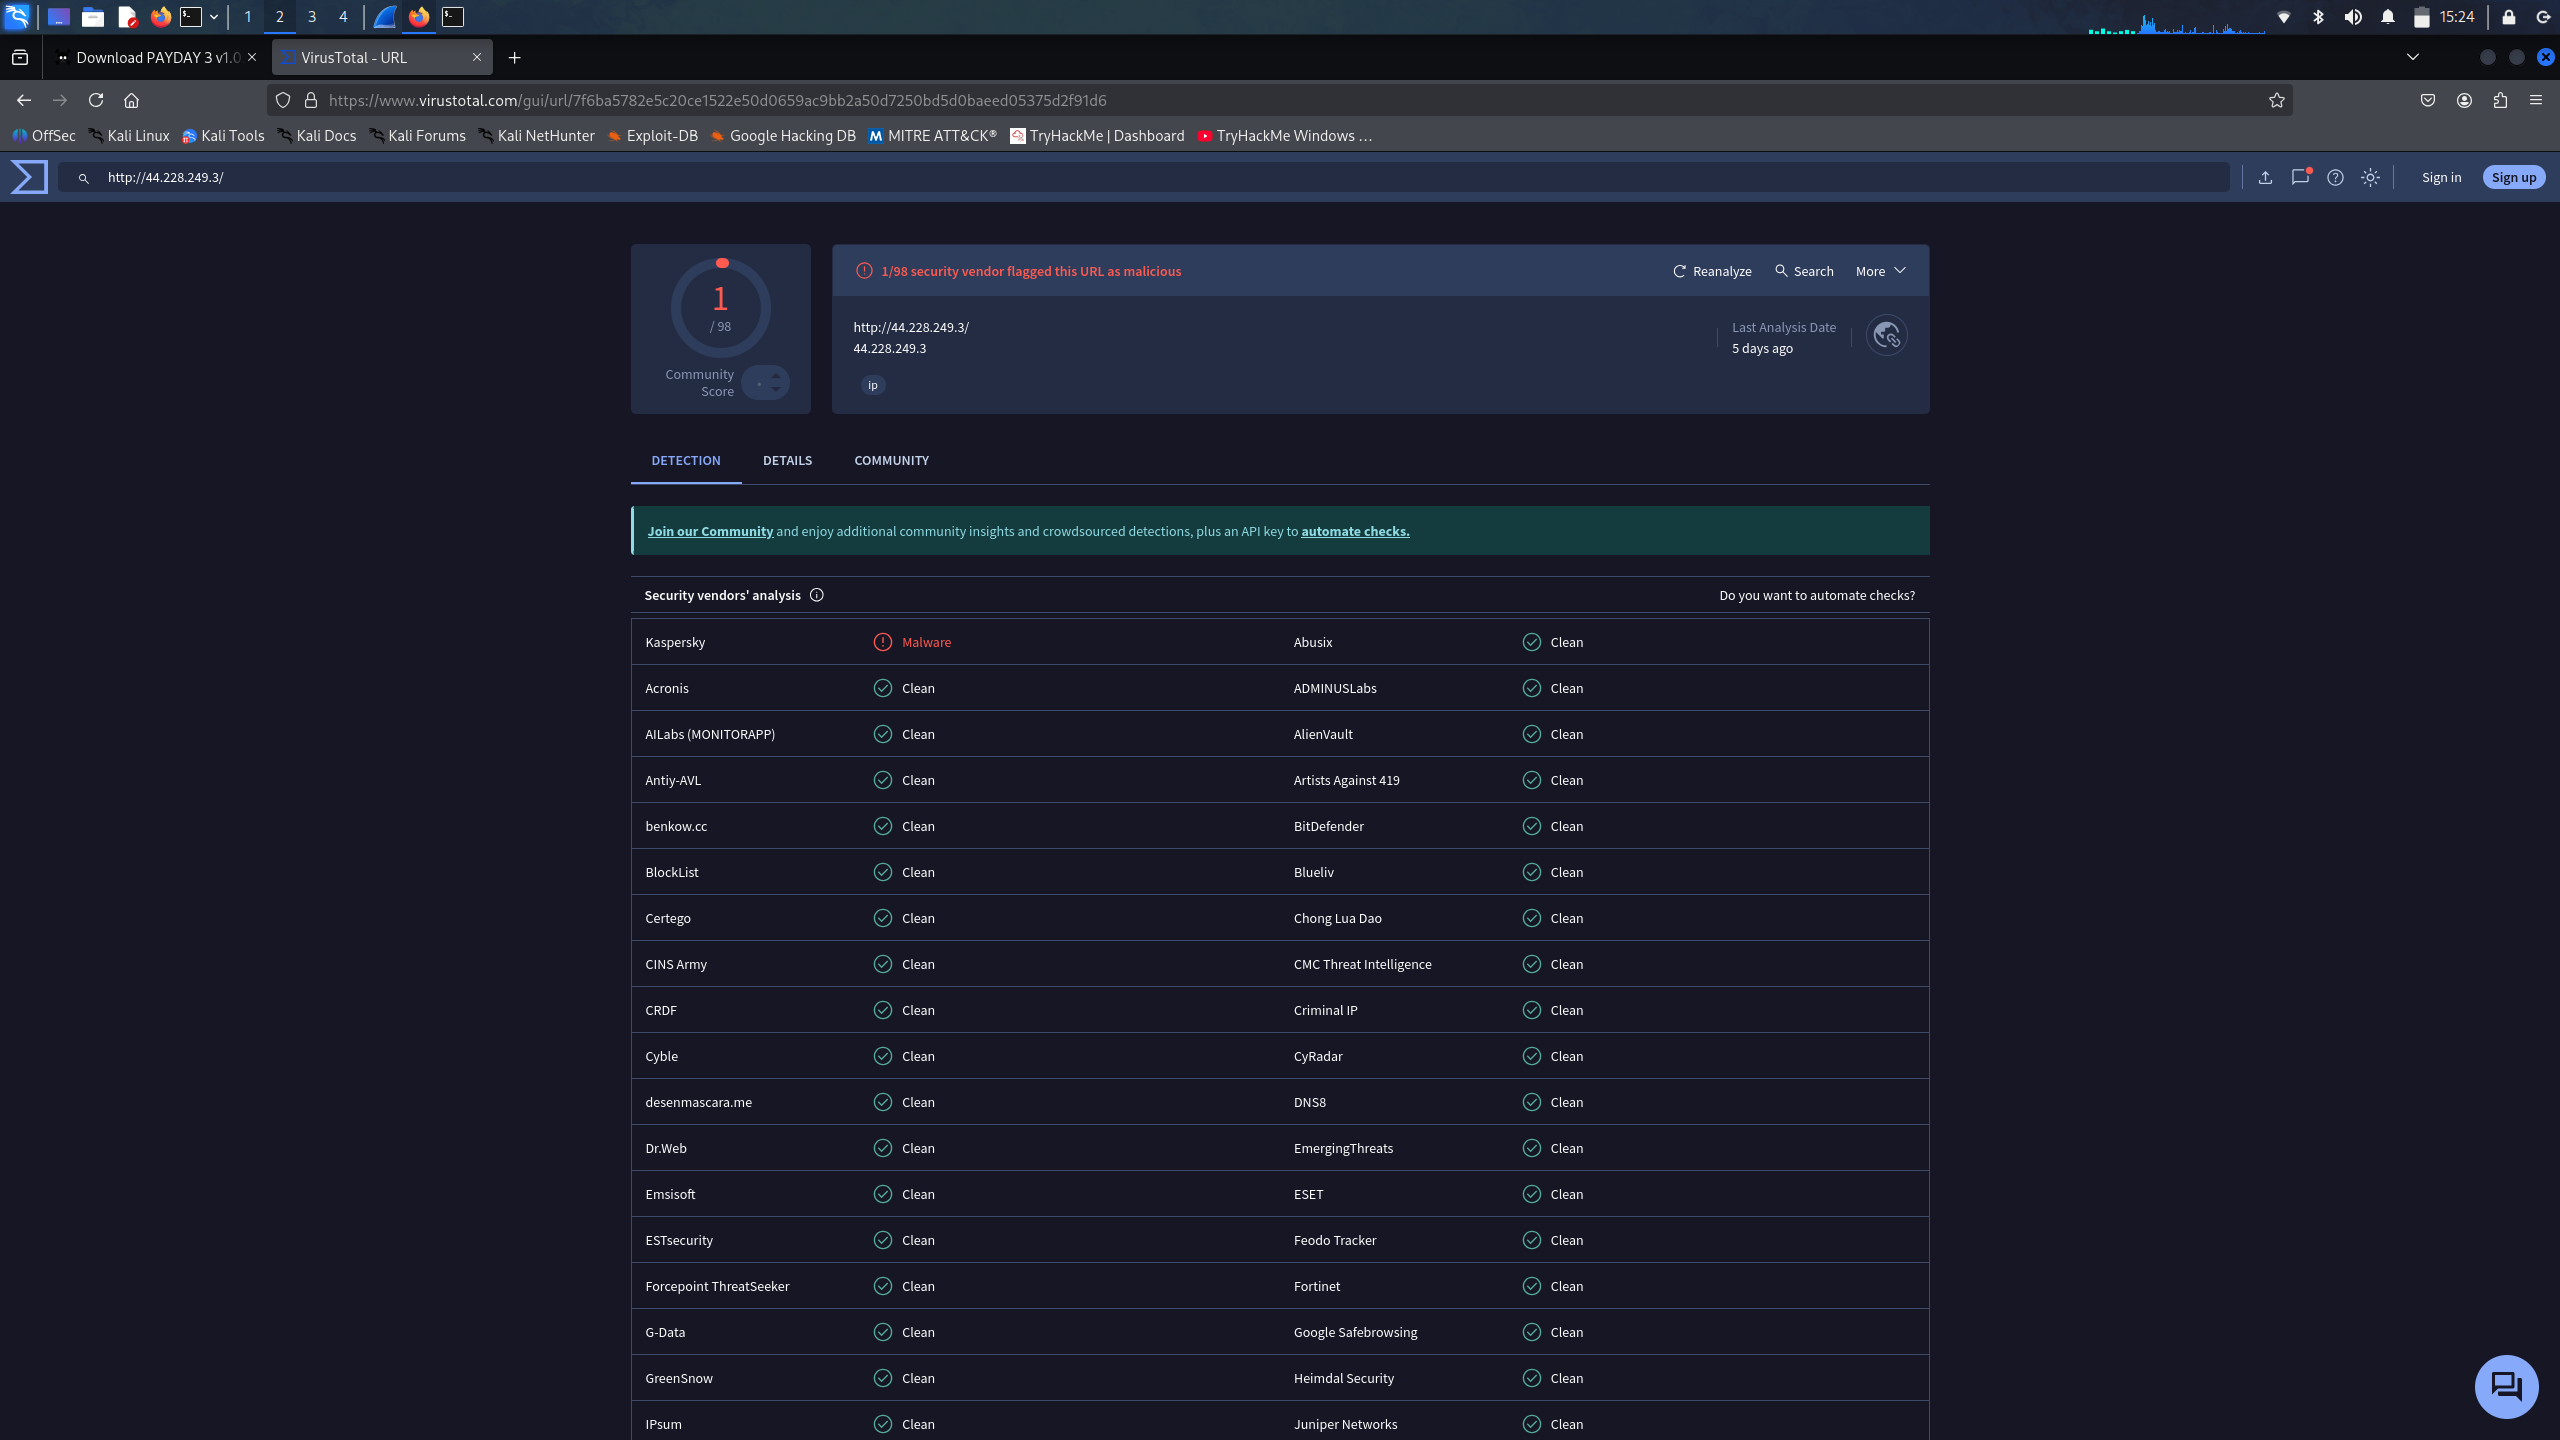 1
2
3
4
15:24
Download PAYDAY 3 v1.0
VirusTotal - URL
https://www.virustotal.com/gui/url/7f6ba5782e5c20ce1522e50d0659ac9bb2a50d7250bd5d0baeed05375d2f91d6
OffSec
Kali Linux
Kali Tools
Kali Docs
Kali Forums
Kali NetHunter
Exploit-DB
Google Hacking DB
MITRE ATT&CK®
TryHackMe | Dashboard
TryHackMe Windows …
http://44.228.249.3/
Sign in
Sign up
1
/ 98
Community
Score
1/98 security vendor flagged this URL as malicious
Reanalyze
Search
More
http://44.228.249.3/
44.228.249.3
ip
Last Analysis Date
5 days ago
DETECTION
DETAILS
COMMUNITY
Join our Community and enjoy additional community insights and crowdsourced detections, plus an API key to automate checks.
Security vendors' analysis
Do you want to automate checks?
Kaspersky Malware Abusix Clean
Acronis Clean ADMINUSLabs Clean
AILabs (MONITORAPP) Clean AlienVault Clean
Antiy-AVL Clean Artists Against 419 Clean
benkow.cc Clean BitDefender Clean
BlockList Clean Blueliv Clean
Certego Clean Chong Lua Dao Clean
CINS Army Clean CMC Threat Intelligence Clean
CRDF Clean Criminal IP Clean
Cyble Clean CyRadar Clean
desenmascara.me Clean DNS8 Clean
Dr.Web Clean EmergingThreats Clean
Emsisoft Clean ESET Clean
ESTsecurity Clean Feodo Tracker Clean
Forcepoint ThreatSeeker Clean Fortinet Clean
G-Data Clean Google Safebrowsing Clean
GreenSnow Clean Heimdal Security Clean
IPsum Clean Juniper Networks Clean